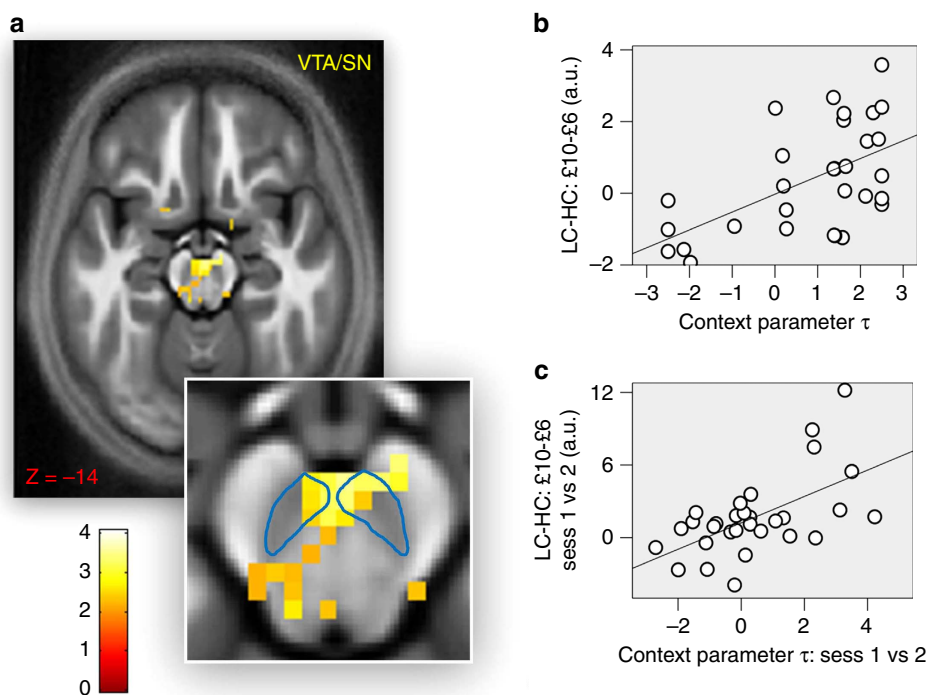 a
VTA/SN
Z = –14
4
3
2
1
0
b
LC-HC: £10-£6 (a.u.)
4
2
0
–2
–3 –2 –1 0 1 2 3
Context parameter τ
c
LC-HC: £10-£6
sess 1 vs 2 (a.u.)
12
6
0
–2 0 2 4
Context parameter τ: sess 1 vs 2